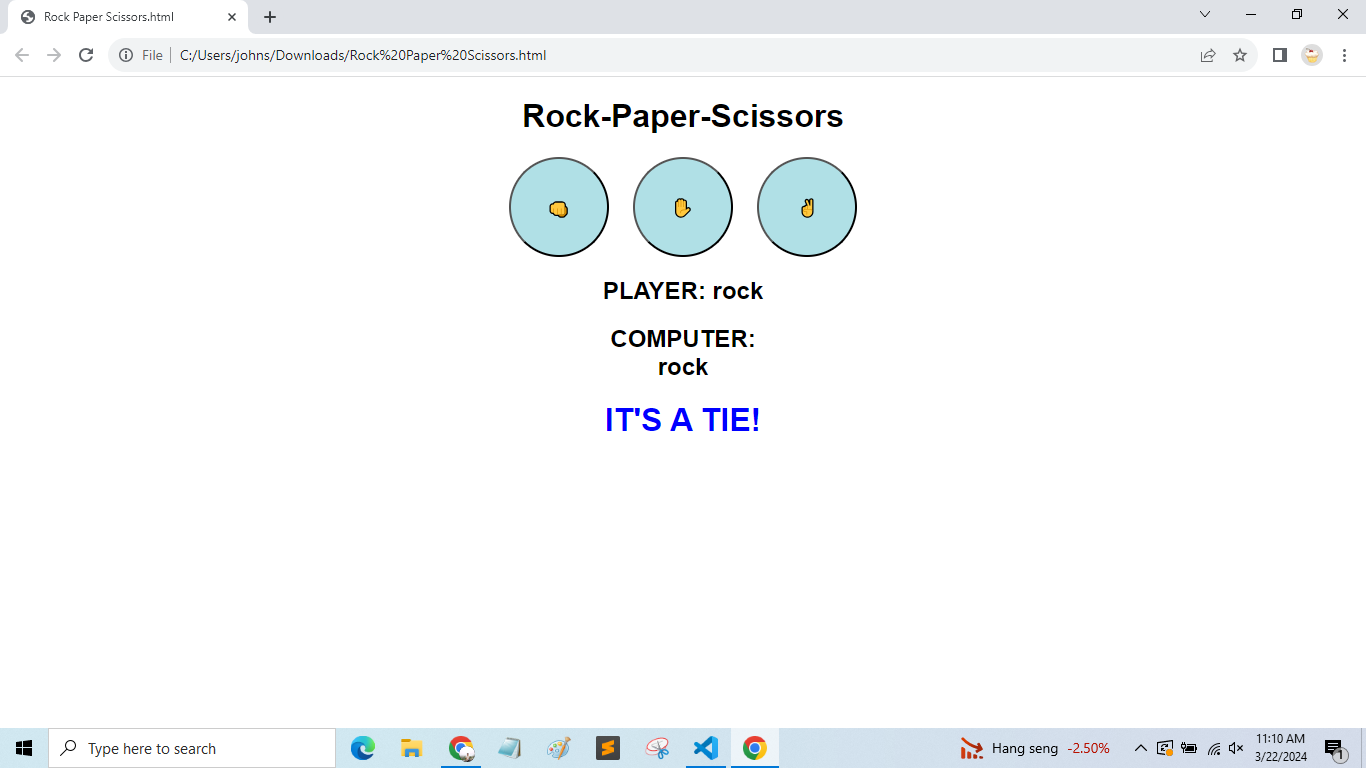 Rock Paper Scissors.html
File
C:/Users/johns/Downloads/Rock%20Paper%20Scissors.html
Rock-Paper-Scissors
PLAYER: rock
COMPUTER:
rock
IT'S A TIE!
Type here to search
Hang seng -2.50%
11:10 AM
3/22/2024
1